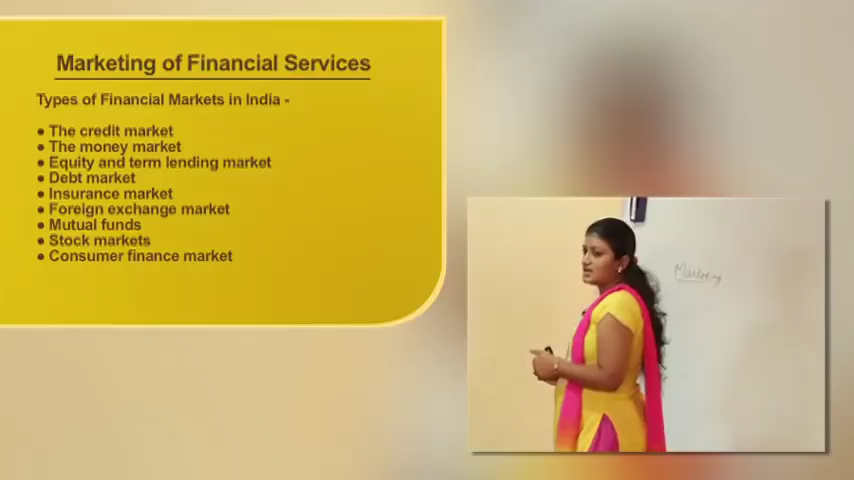 Marketing of Financial Services
Types of Financial Markets in India -
● The credit market
● The money market
● Equity and term lending market
● Debt market
● Insurance market
● Foreign exchange market
● Mutual funds
● Stock markets
● Consumer finance market
Marketing